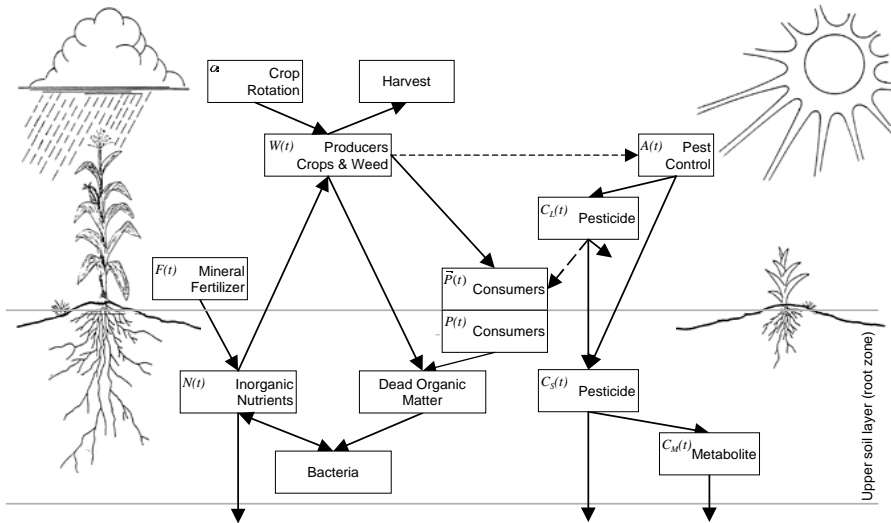 α Crop
Rotation
Harvest
W(t) Producers
Crops & Weed
A(t) Pest
Control
C_L(t) Pesticide
F(t) Mineral
Fertilizer
P̄(t) Consumers
P(t) Consumers
N(t) Inorganic
Nutrients
Dead Organic
Matter
C_S(t) Pesticide
C_M(t) Metabolite
Bacteria
Upper soil layer (root zone)